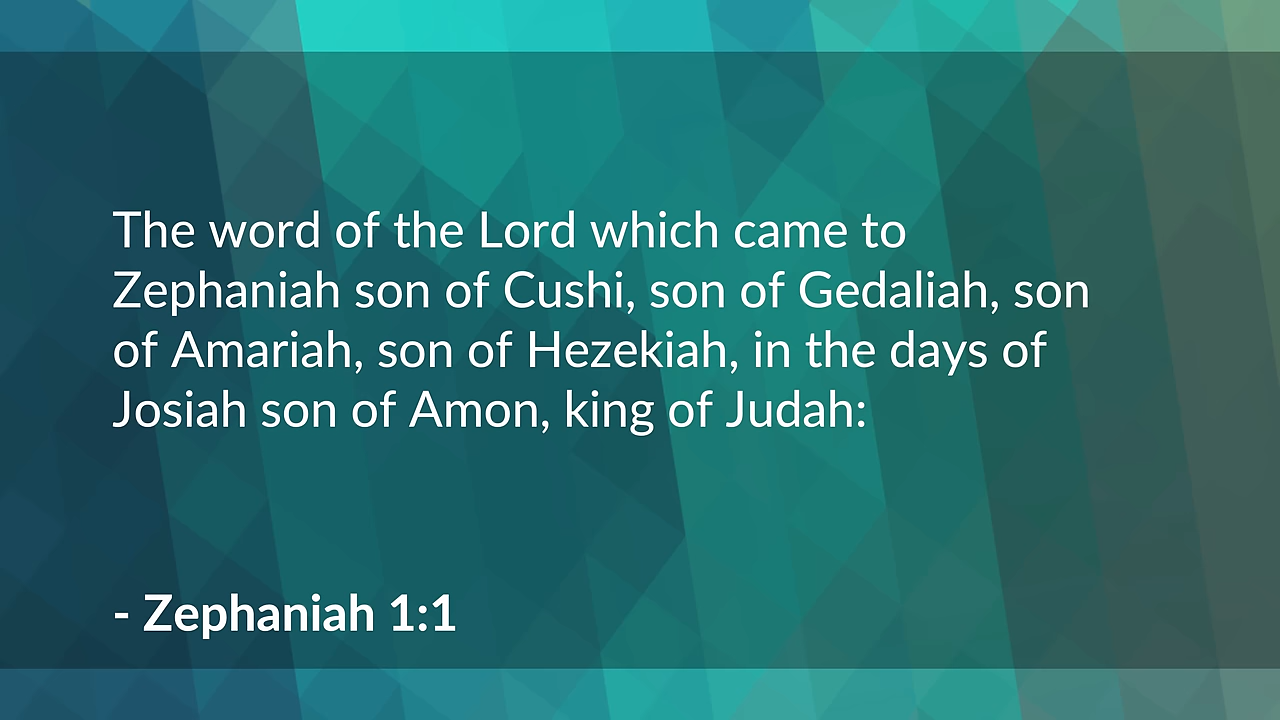 The word of the Lord which came to
Zephaniah son of Cushi, son of Gedaliah, son
of Amariah, son of Hezekiah, in the days of
Josiah son of Amon, king of Judah:
- Zephaniah 1:1